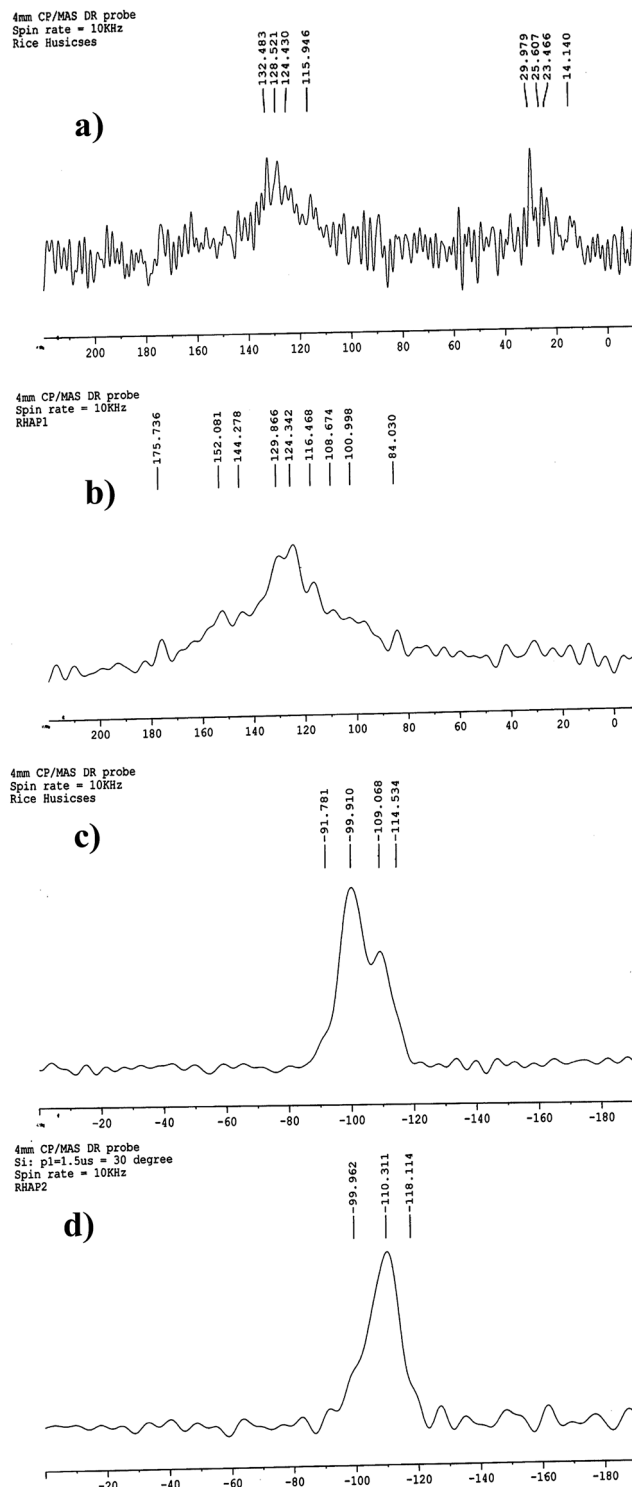 4mm CP/MAS DR probe
Spin rate = 10KHz
Rice Husicses
132.483
128.521
124.430
115.946
29.979
25.607
23.466
14.140
a)
200 180 160 140 120 100 80 60 40 20 0
4mm CP/MAS DR probe
Spin rate = 10KHz
RHAP1
175.736
152.081
144.278
129.866
124.342
116.468
108.674
100.998
84.030
b)
200 180 160 140 120 100 80 60 40 20 0
4mm CP/MAS DR probe
Spin rate = 10KHz
Rice Husicses
-91.781
-99.910
-109.068
-114.534
c)
-20 -40 -60 -80 -100 -120 -140 -160 -180
4mm CP/MAS DR probe
Si: p1=1.5us = 30 degree
Spin rate = 10KHz
RHAP2
-99.962
-110.311
-118.114
d)
-20 -40 -60 -80 -100 -120 -140 -160 -180